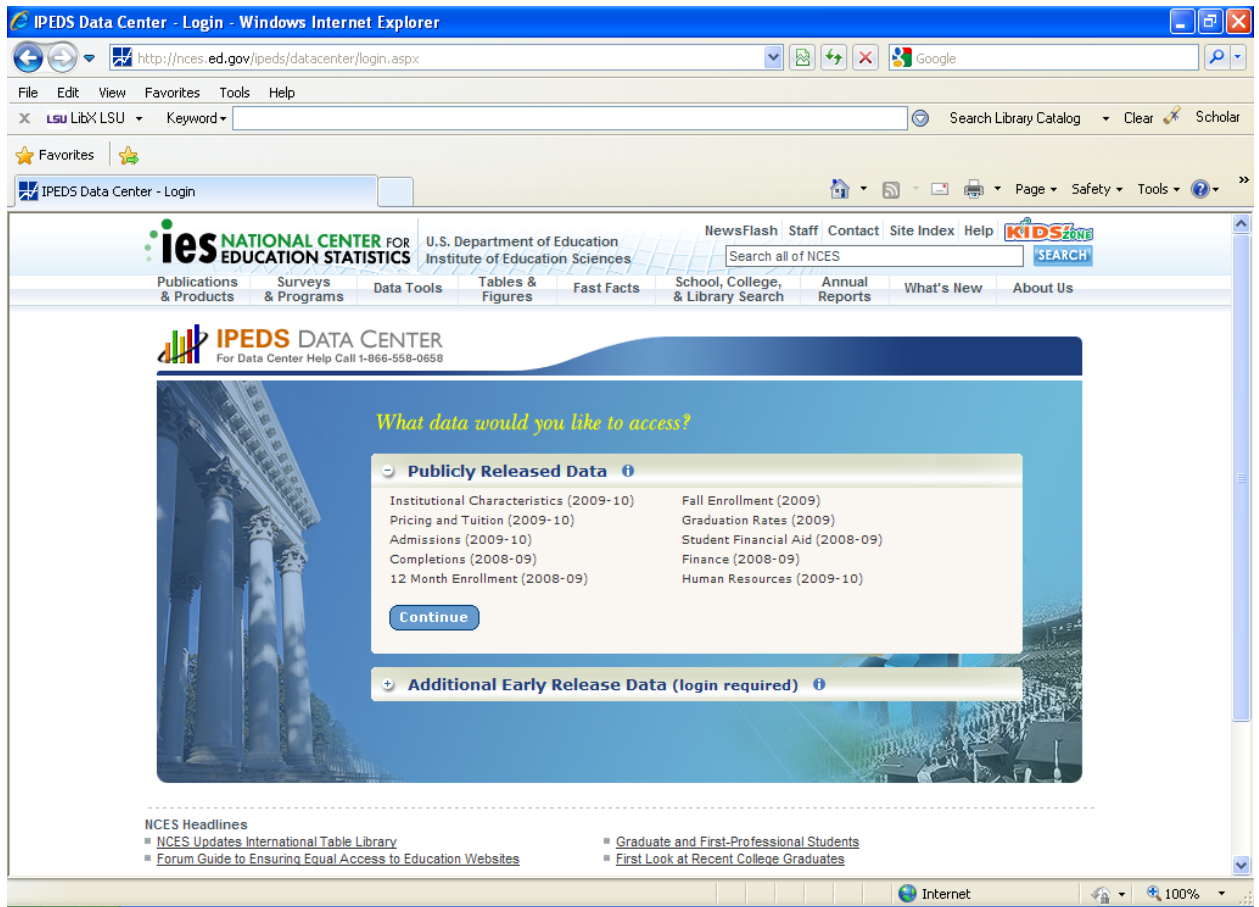 IPEDS Data Center - Login - Windows Internet Explorer
http://nces.ed.gov/ipeds/datacenter/login.aspx
Google
File Edit View Favorites Tools Help
X LSU LibX LSU Keyword Search Library Catalog Clear Scholar
Favorites
IPEDS Data Center - Login Page Safety Tools »
NewsFlash Staff Contact Site Index Help KIDSZONE
ies NATIONAL CENTER FOR EDUCATION STATISTICS
U.S. Department of Education
Institute of Education Sciences
Search all of NCES SEARCH
Publications & Products
Surveys & Programs
Data Tools
Tables & Figures
Fast Facts
School, College, & Library Search
Annual Reports
What's New
About Us
IPEDS DATA CENTER
For Data Center Help Call 1-866-558-0658
What data would you like to access?
Publicly Released Data
Institutional Characteristics (2009-10)
Pricing and Tuition (2009-10)
Admissions (2009-10)
Completions (2008-09)
12 Month Enrollment (2008-09)
Fall Enrollment (2009)
Graduation Rates (2009)
Student Financial Aid (2008-09)
Finance (2008-09)
Human Resources (2009-10)
Continue
Additional Early Release Data (login required)
NCES Headlines
NCES Updates International Table Library
Forum Guide to Ensuring Equal Access to Education Websites
Graduate and First-Professional Students
First Look at Recent College Graduates
Internet 100%